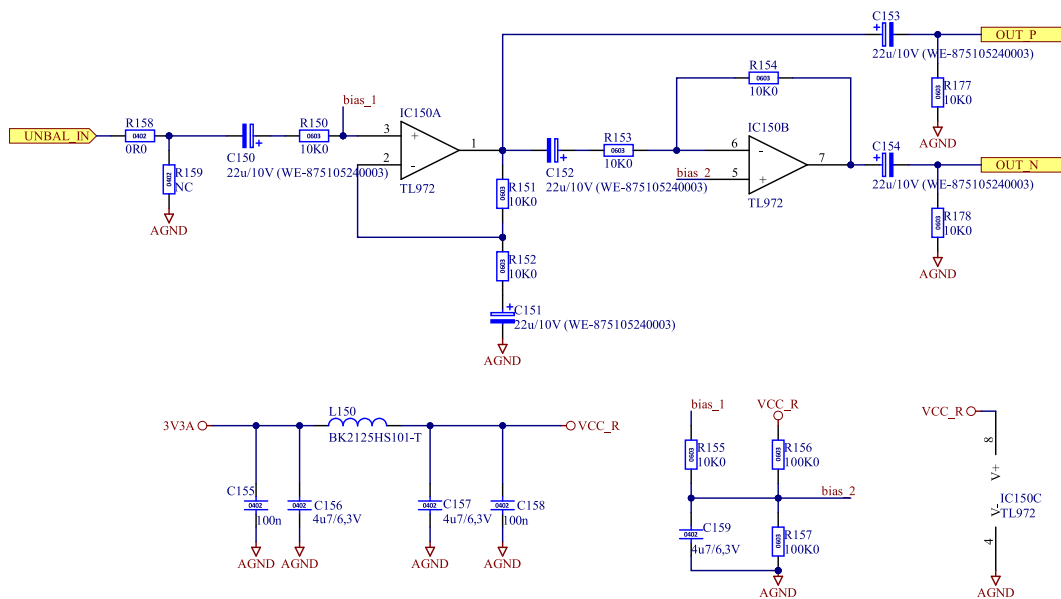 C153
22u/10V (WE-875105240003)
OUT_P
R177
10K0
AGND
R154
0603
10K0
bias_1
IC150A
UNBAL_IN
R158
0402
0R0
C150
22u/10V (WE-875105240003)
R150
0603
10K0
3
2
1
TL972
R159
0402
NC
AGND
C152
22u/10V (WE-875105240003)
R153
0603
10K0
IC150B
6
5
7
bias_2
TL972
C154
22u/10V (WE-875105240003)
OUT_N
R178
0603
10K0
AGND
R151
0603
10K0
R152
0603
10K0
C151
22u/10V (WE-875105240003)
AGND
3V3A
L150
BK2125HS101-T
VCC_R
C155
0402
100n
AGND
C156
0402
4u7/6,3V
AGND
C157
0402
4u7/6,3V
AGND
C158
0402
100n
AGND
bias_1
R155
0603
10K0
VCC_R
R156
0603
100K0
bias_2
C159
0402
4u7/6,3V
R157
0603
100K0
AGND
VCC_R
8
V+
V-
IC150C
TL972
4
AGND